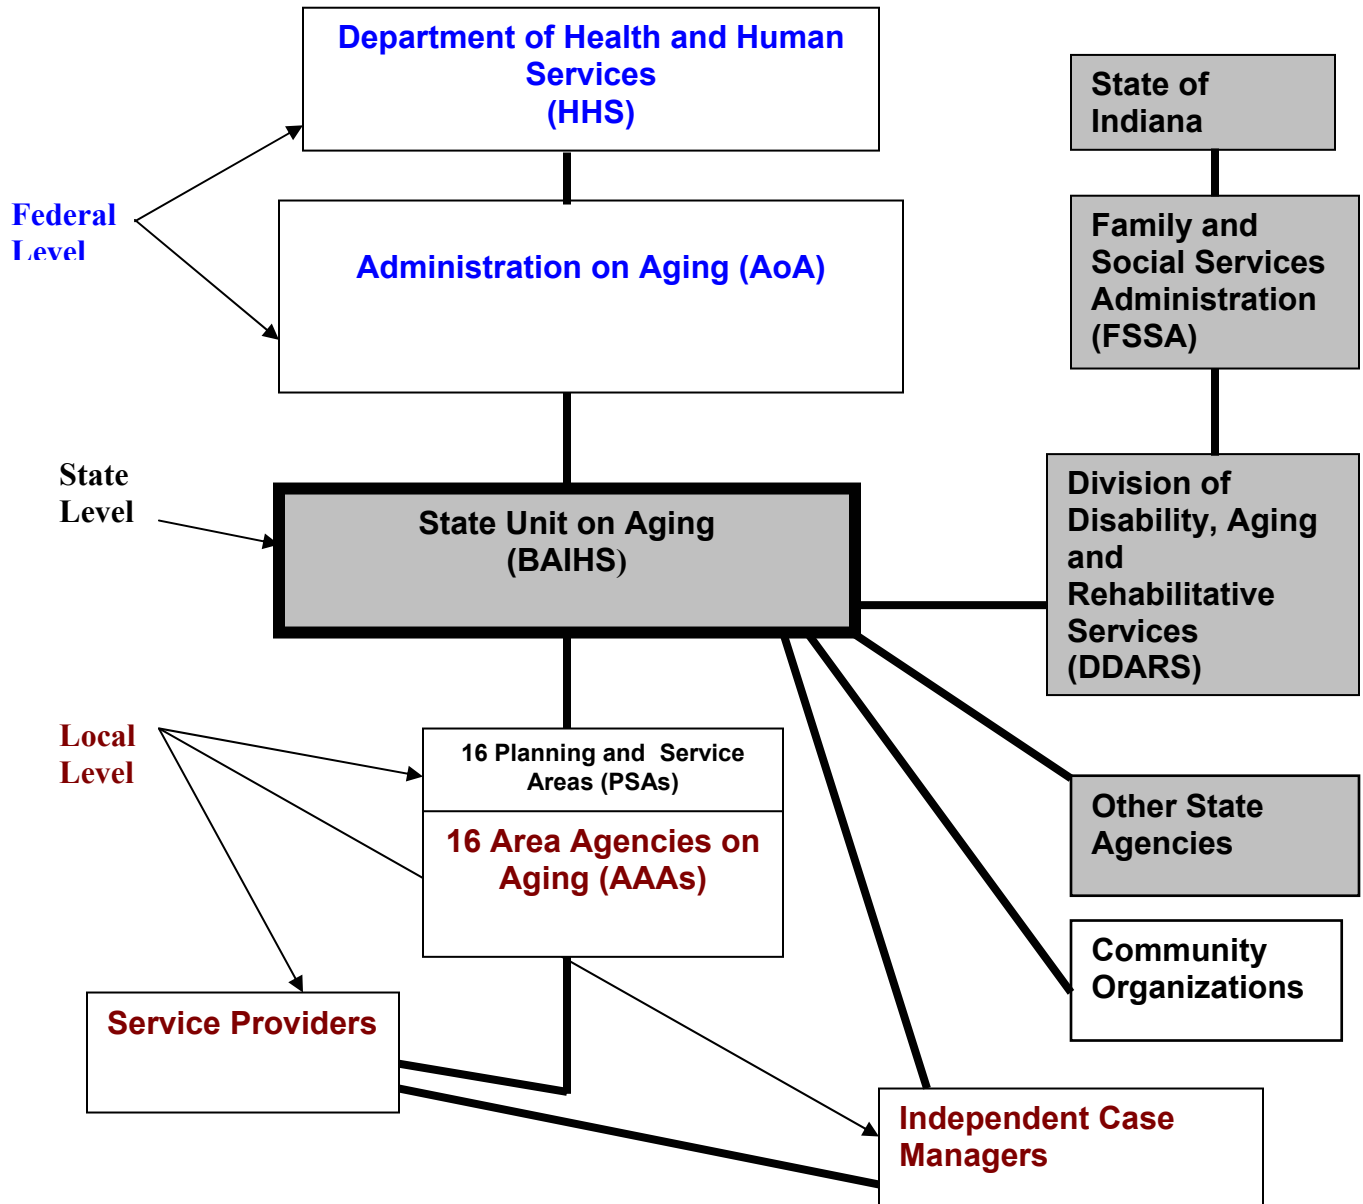 Department of Health and Human
Services
(HHS)
State of
Indiana
Federal
Level
Administration on Aging (AoA)
Family and
Social Services
Administration
(FSSA)
State
Level
State Unit on Aging
(BAIHS)
Division of
Disability, Aging
and
Rehabilitative
Services
(DDARS)
Local
Level
16 Planning and Service
Areas (PSAs)
16 Area Agencies on
Aging (AAAs)
Other State
Agencies
Community
Organizations
Service Providers
Independent Case
Managers